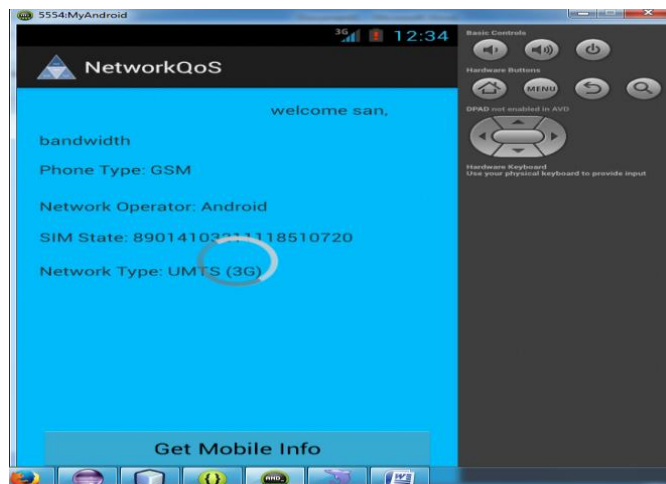 5554:MyAndroid
3G 12:34
NetworkQoS
welcome san,
bandwidth
Phone Type: GSM
Network Operator: Android
SIM State: 89014103211118510720
Network Type: UMTS (3G)
Get Mobile Info
Basic Controls
Hardware Buttons
MENU
DPAD not enabled in AVD
Hardware Keyboard
Use your physical keyboard to provide input